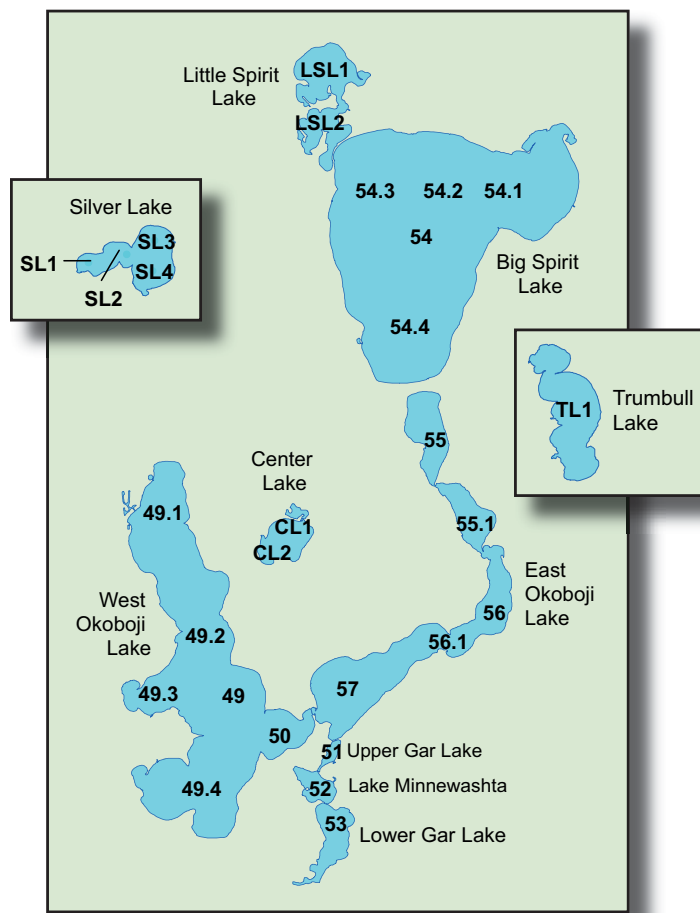 LSL1
Little Spirit
Lake
LSL2
54.3 54.2 54.1
Silver Lake
SL3
SL1
SL4
SL2
54
Big Spirit
Lake
54.4
TL1
Trumbull
Lake
55
Center
Lake
49.1
CL1
CL2
55.1
East
Okoboji
Lake
West
Okoboji
Lake
56
56.1
49.2
49.3
49
57
50
51 Upper Gar Lake
49.4
52 Lake Minnewashta
53
Lower Gar Lake